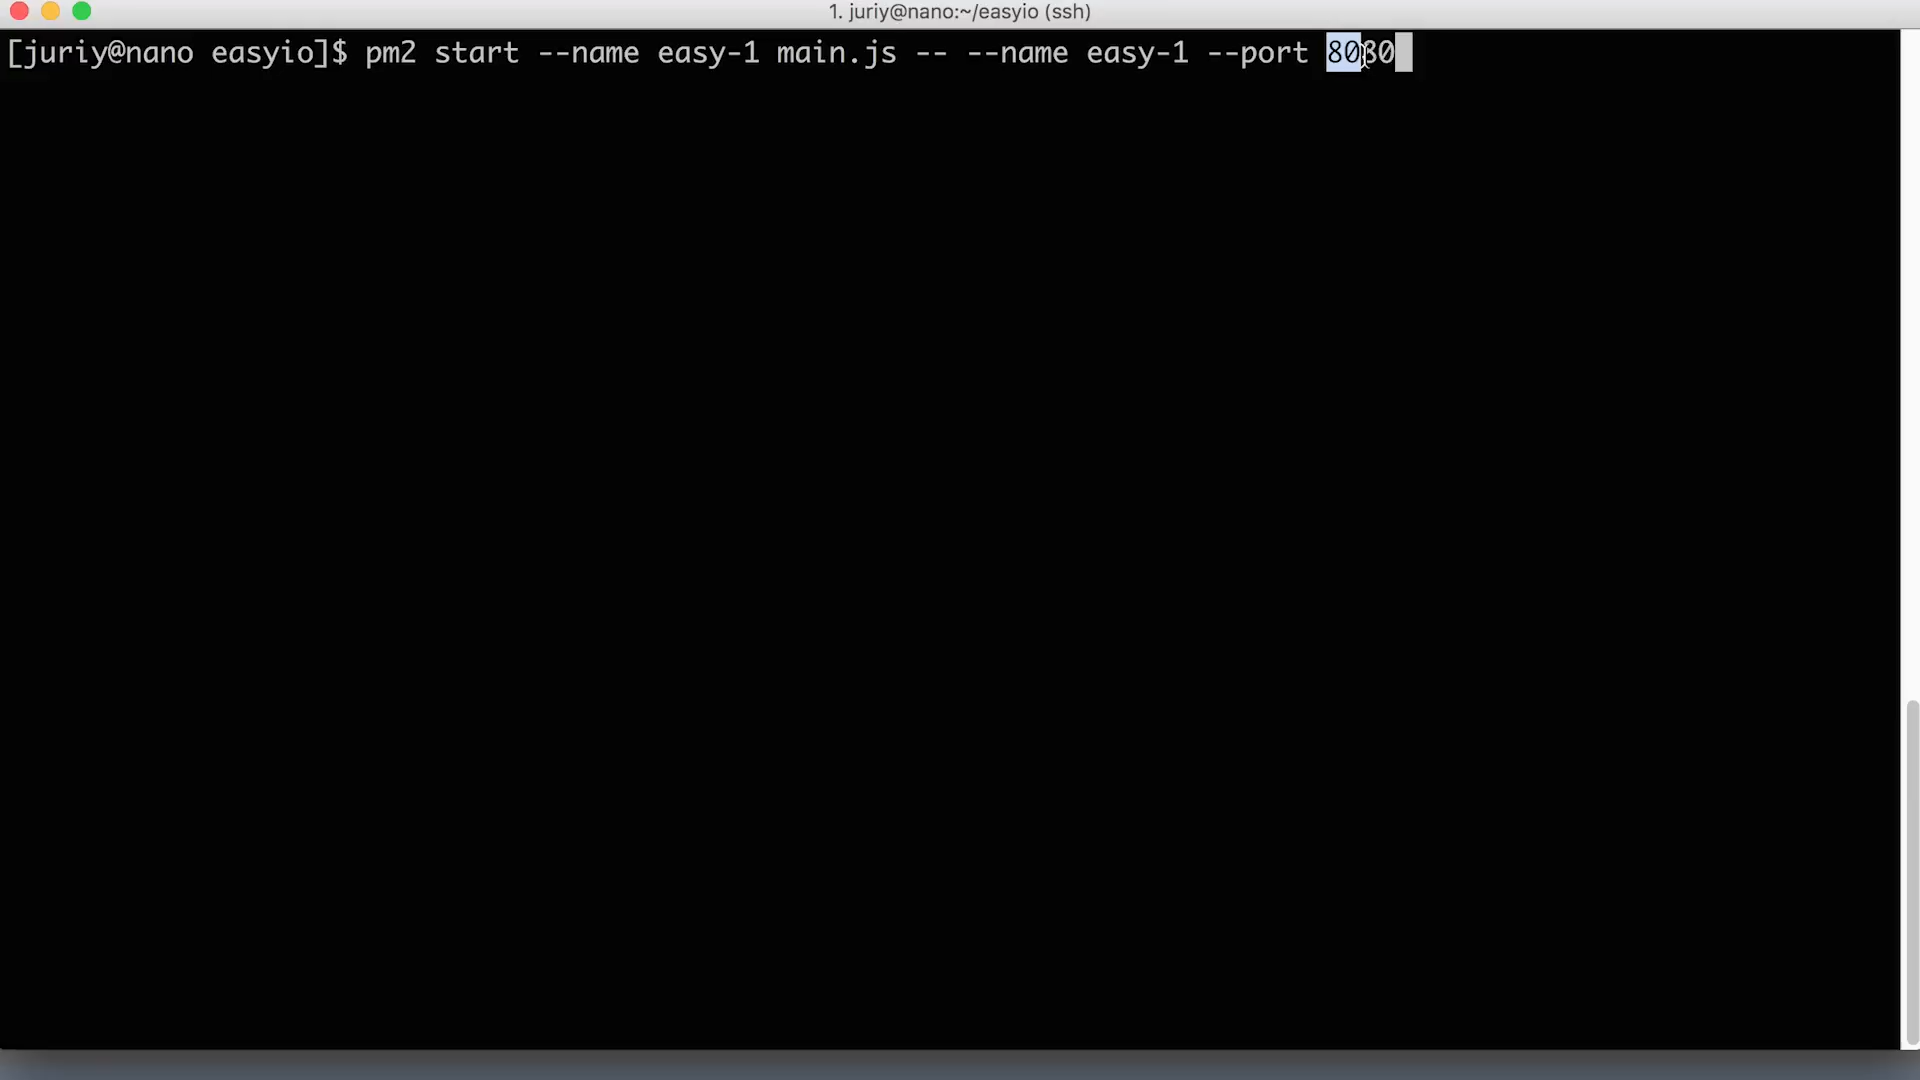 1. juriy@nano:~/easyio (ssh)
[juriy@nano easyio]$ pm2 start --name easy-1 main.js -- --name easy-1 --port 8080